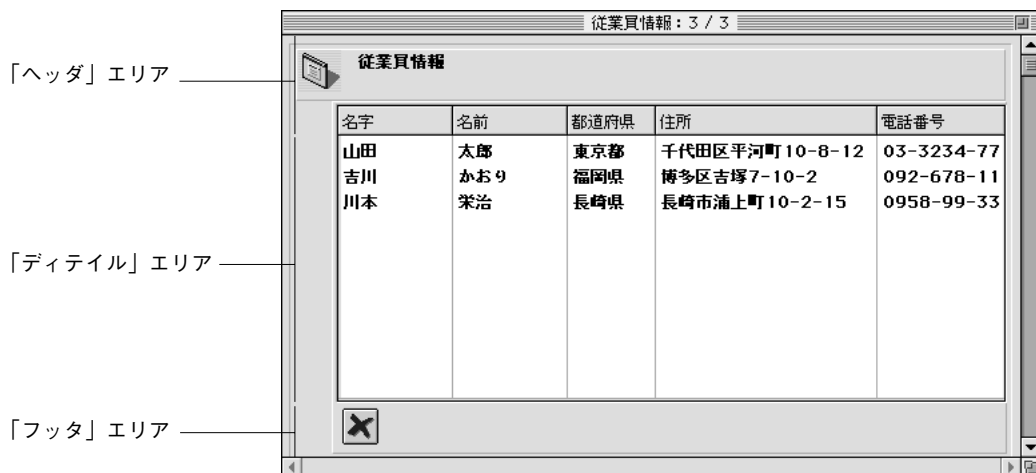 従業員情報：3 / 3
「ヘッダ」エリア
従業員情報
名字 名前 都道府県 住所 電話番号
山田 太郎 東京都 千代田区平河町10-8-12 03-3234-77
吉川 かおり 福岡県 博多区吉塚7-10-2 092-678-11
川本 栄治 長崎県 長崎市浦上町10-2-15 0958-99-33
「ディテイル」エリア
「フッタ」エリア